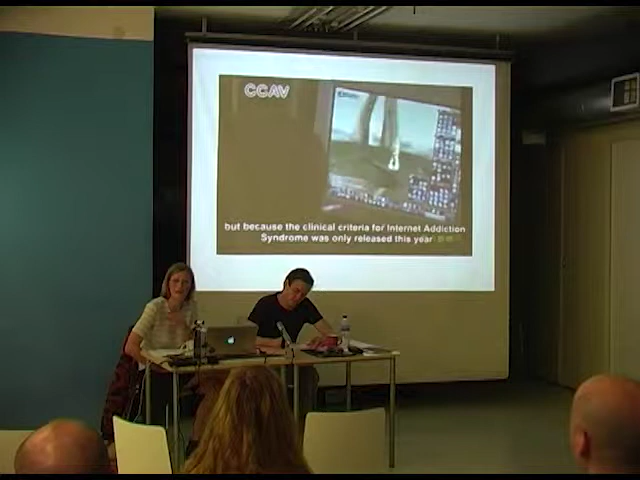 CCAV
but because the clinical criteria for Internet Addiction
Syndrome was only released this year